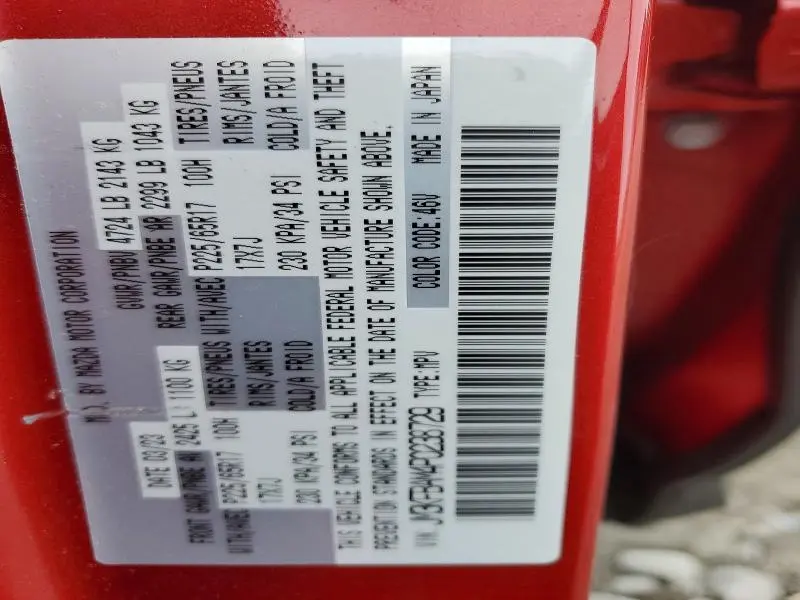 MFD. BY MAZDA MOTOR CORPORATION
DATE 03/23 GVWR/PNBV 4724 LB 2143 KG
FRONT GAWR/PNBE AV 2425 LB 1100 KG REAR GAWR/PNBE AR 2299 LB 1043 KG
WITH/AVEC P225/65R17 100H TIRES/PNEUS WITH/AVEC P225/65R17 100H TIRES/PNEUS
17X7J RIMS/JANTES 17X7J RIMS/JANTES
230 KPA/34 PSI COLD/A FROID 230 KPA/34 PSI COLD/A FROID
THIS VEHICLE CONFORMS TO ALL APPLICABLE FEDERAL MOTOR VEHICLE SAFETY AND THEFT
PREVENTION STANDARDS IN EFFECT ON THE DATE OF MANUFACTURE SHOWN ABOVE.
COLOR CODE:46V MADE IN JAPAN
VIN TYPE:MPV